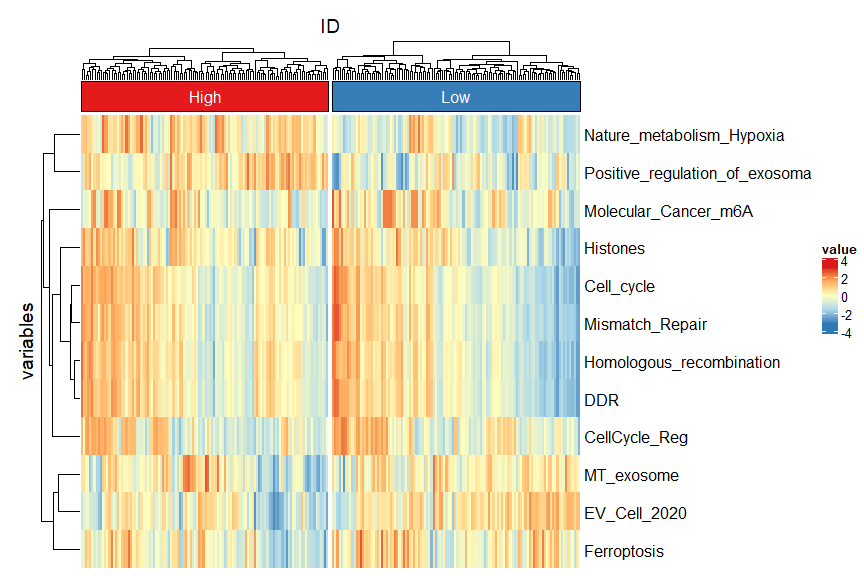 ID
High
Low
Nature_metabolism_Hypoxia
Positive_regulation_of_exosoma
Molecular_Cancer_m6A
Histones
Cell_cycle
Mismatch_Repair
Homologous_recombination
DDR
CellCycle_Reg
MT_exosome
EV_Cell_2020
Ferroptosis
variables
value
4
2
0
-2
-4